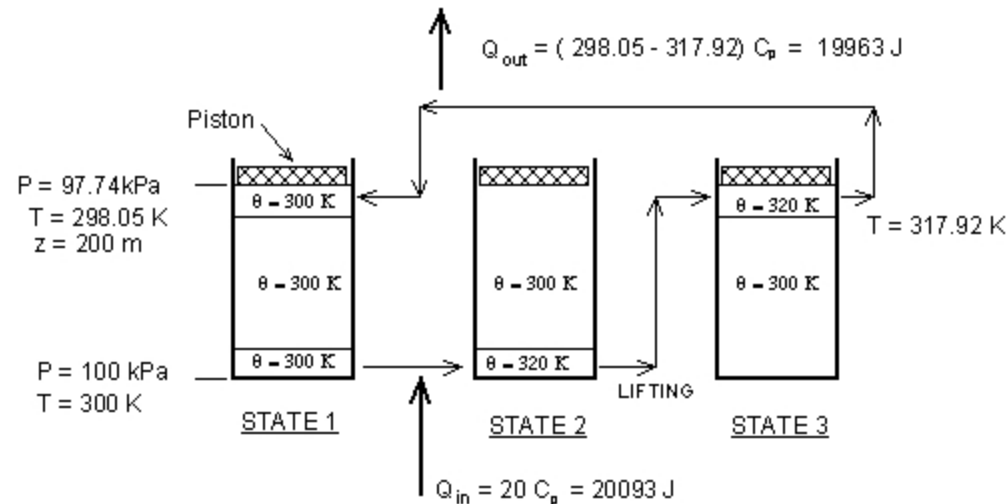 Q_out = ( 298.05 - 317.92) C_p = 19963 J
Piston
P = 97.74kPa
T = 298.05 K
z = 200 m
θ = 300 K
θ = 320 K
T = 317.92 K
θ = 300 K
θ = 300 K
θ = 300 K
P = 100 kPa
T = 300 K
θ = 300 K
θ = 320 K
LIFTING
STATE 1
STATE 2
STATE 3
Q_in = 20 C_p = 20093 J